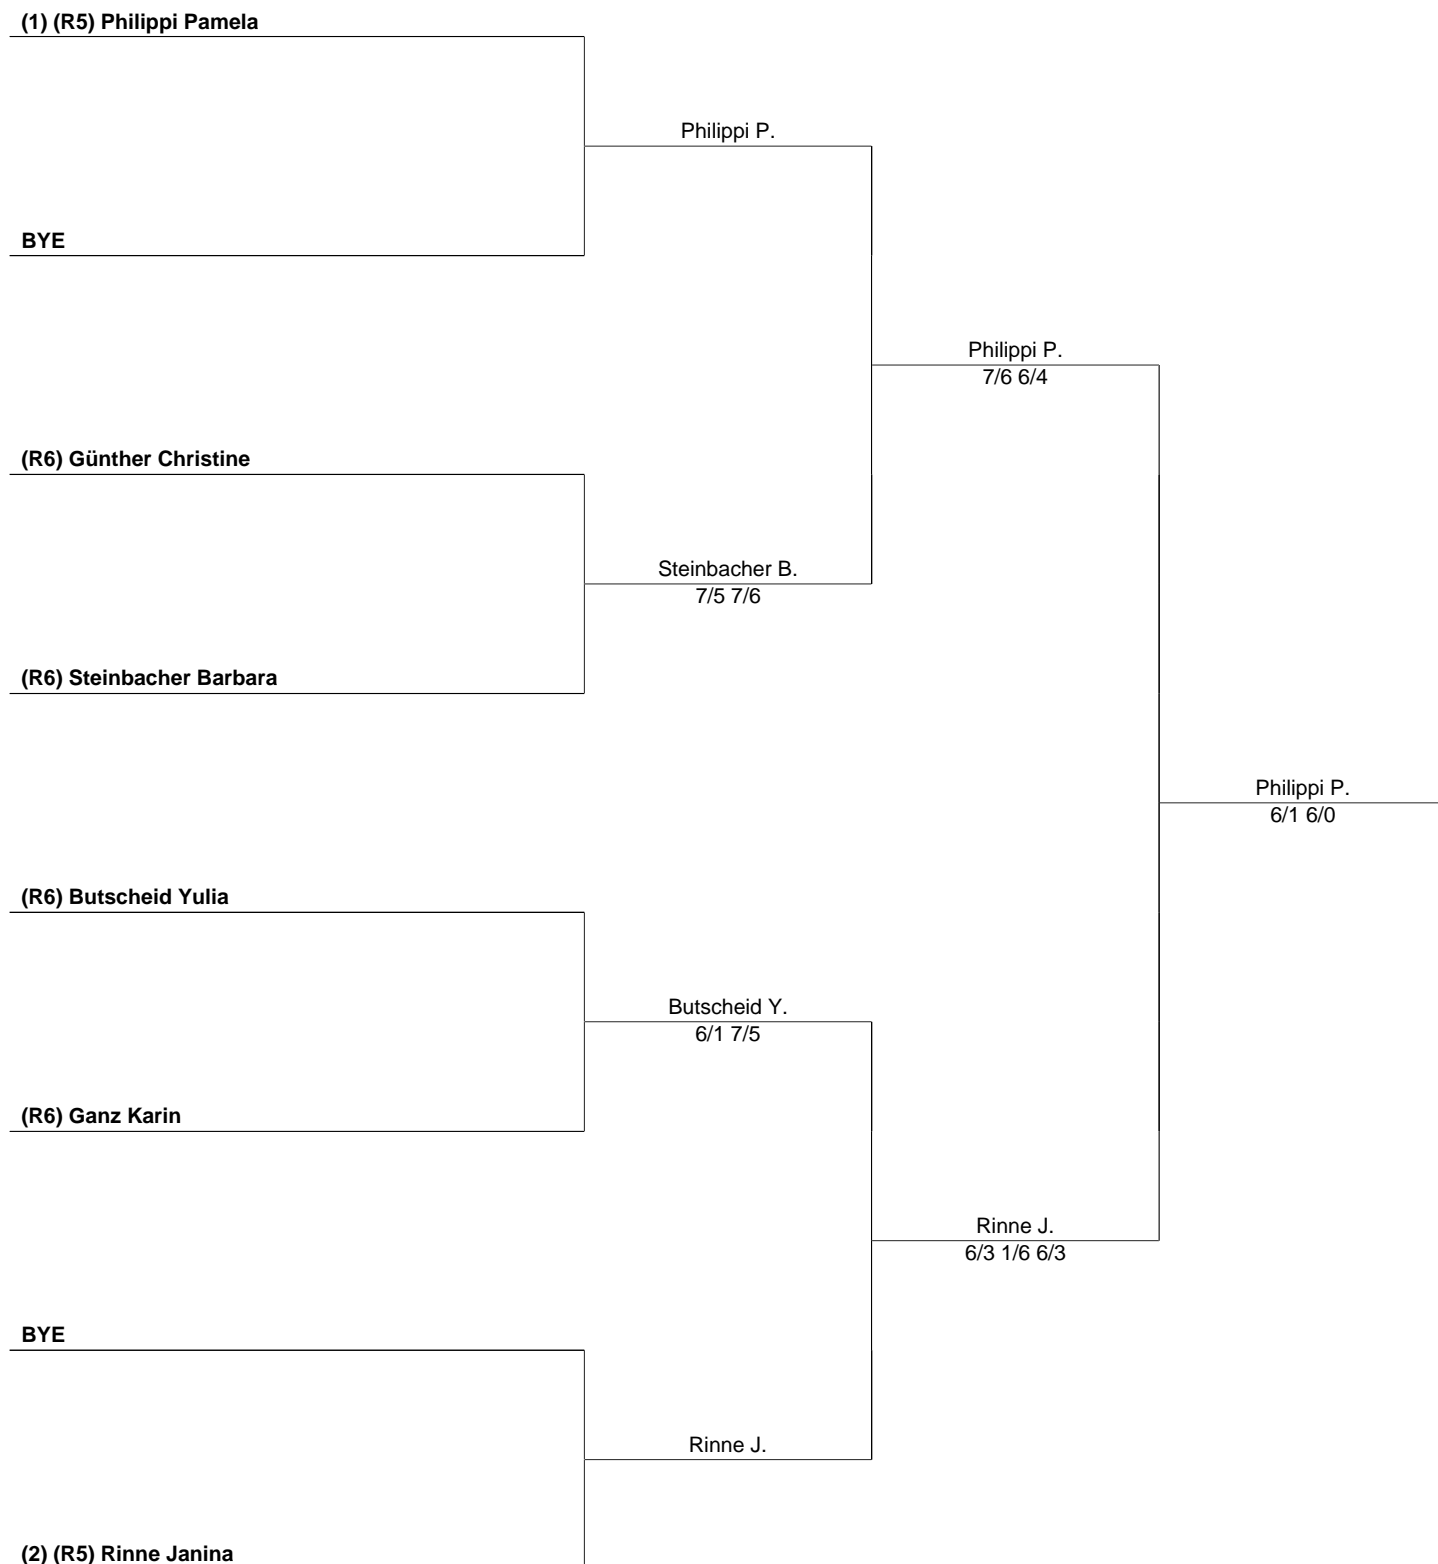 (1) (R5) Philippi Pamela
Philippi P.
BYE
Philippi P.
7/6 6/4
(R6) Günther Christine
Steinbacher B.
7/5 7/6
(R6) Steinbacher Barbara
Philippi P.
6/1 6/0
(R6) Butscheid Yulia
Butscheid Y.
6/1 7/5
(R6) Ganz Karin
Rinne J.
6/3 1/6 6/3
BYE
Rinne J.
(2) (R5) Rinne Janina